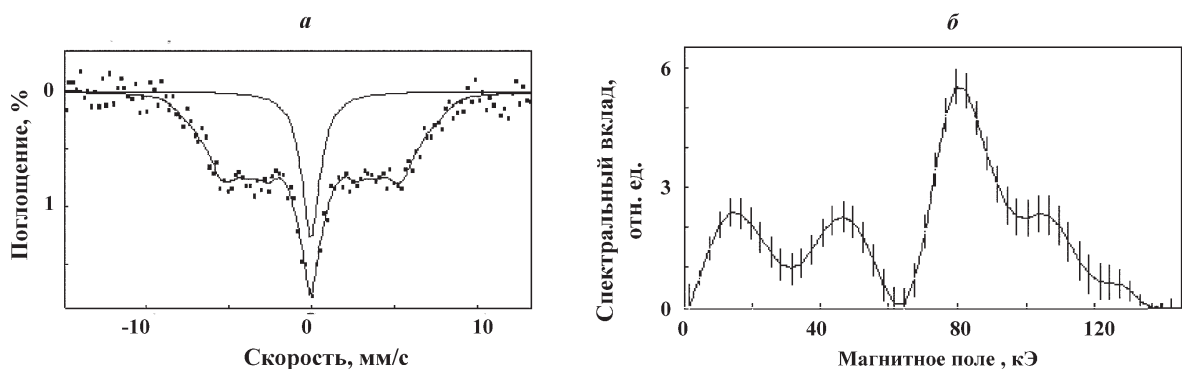 а
Поглощение, %
0
1
-10
0
10
Скорость, мм/с
б
Спектральный вклад,
отн. ед.
6
3
0
0
40
80
120
Магнитное поле , кЭ